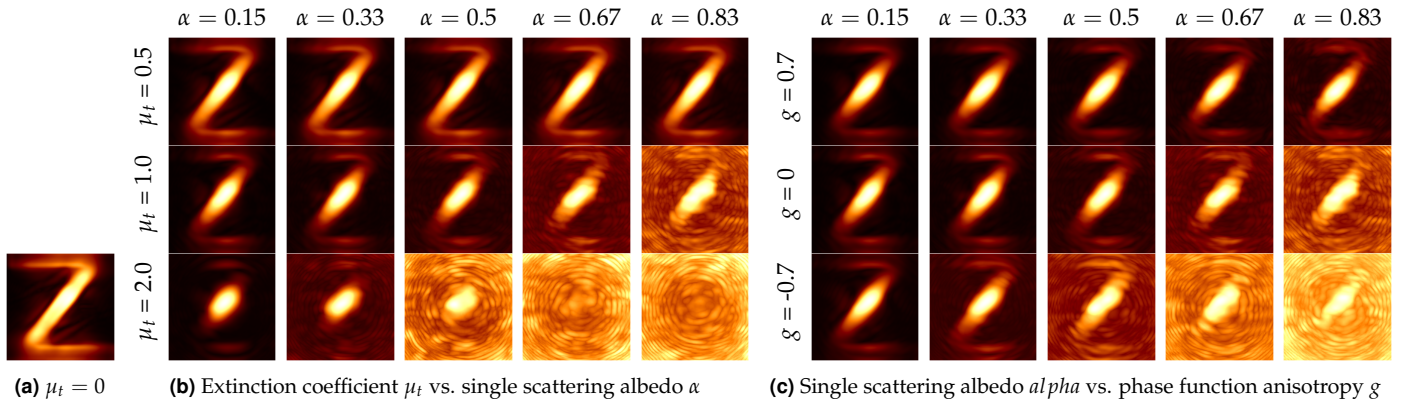 α = 0.15 α = 0.33 α = 0.5 α = 0.67 α = 0.83
μt = 0.5
μt = 1.0
μt = 2.0
α = 0.15 α = 0.33 α = 0.5 α = 0.67 α = 0.83
g = 0.7
g = 0
g = -0.7
(a) μt = 0
(b) Extinction coefficient μt vs. single scattering albedo α
(c) Single scattering albedo alpha vs. phase function anisotropy g